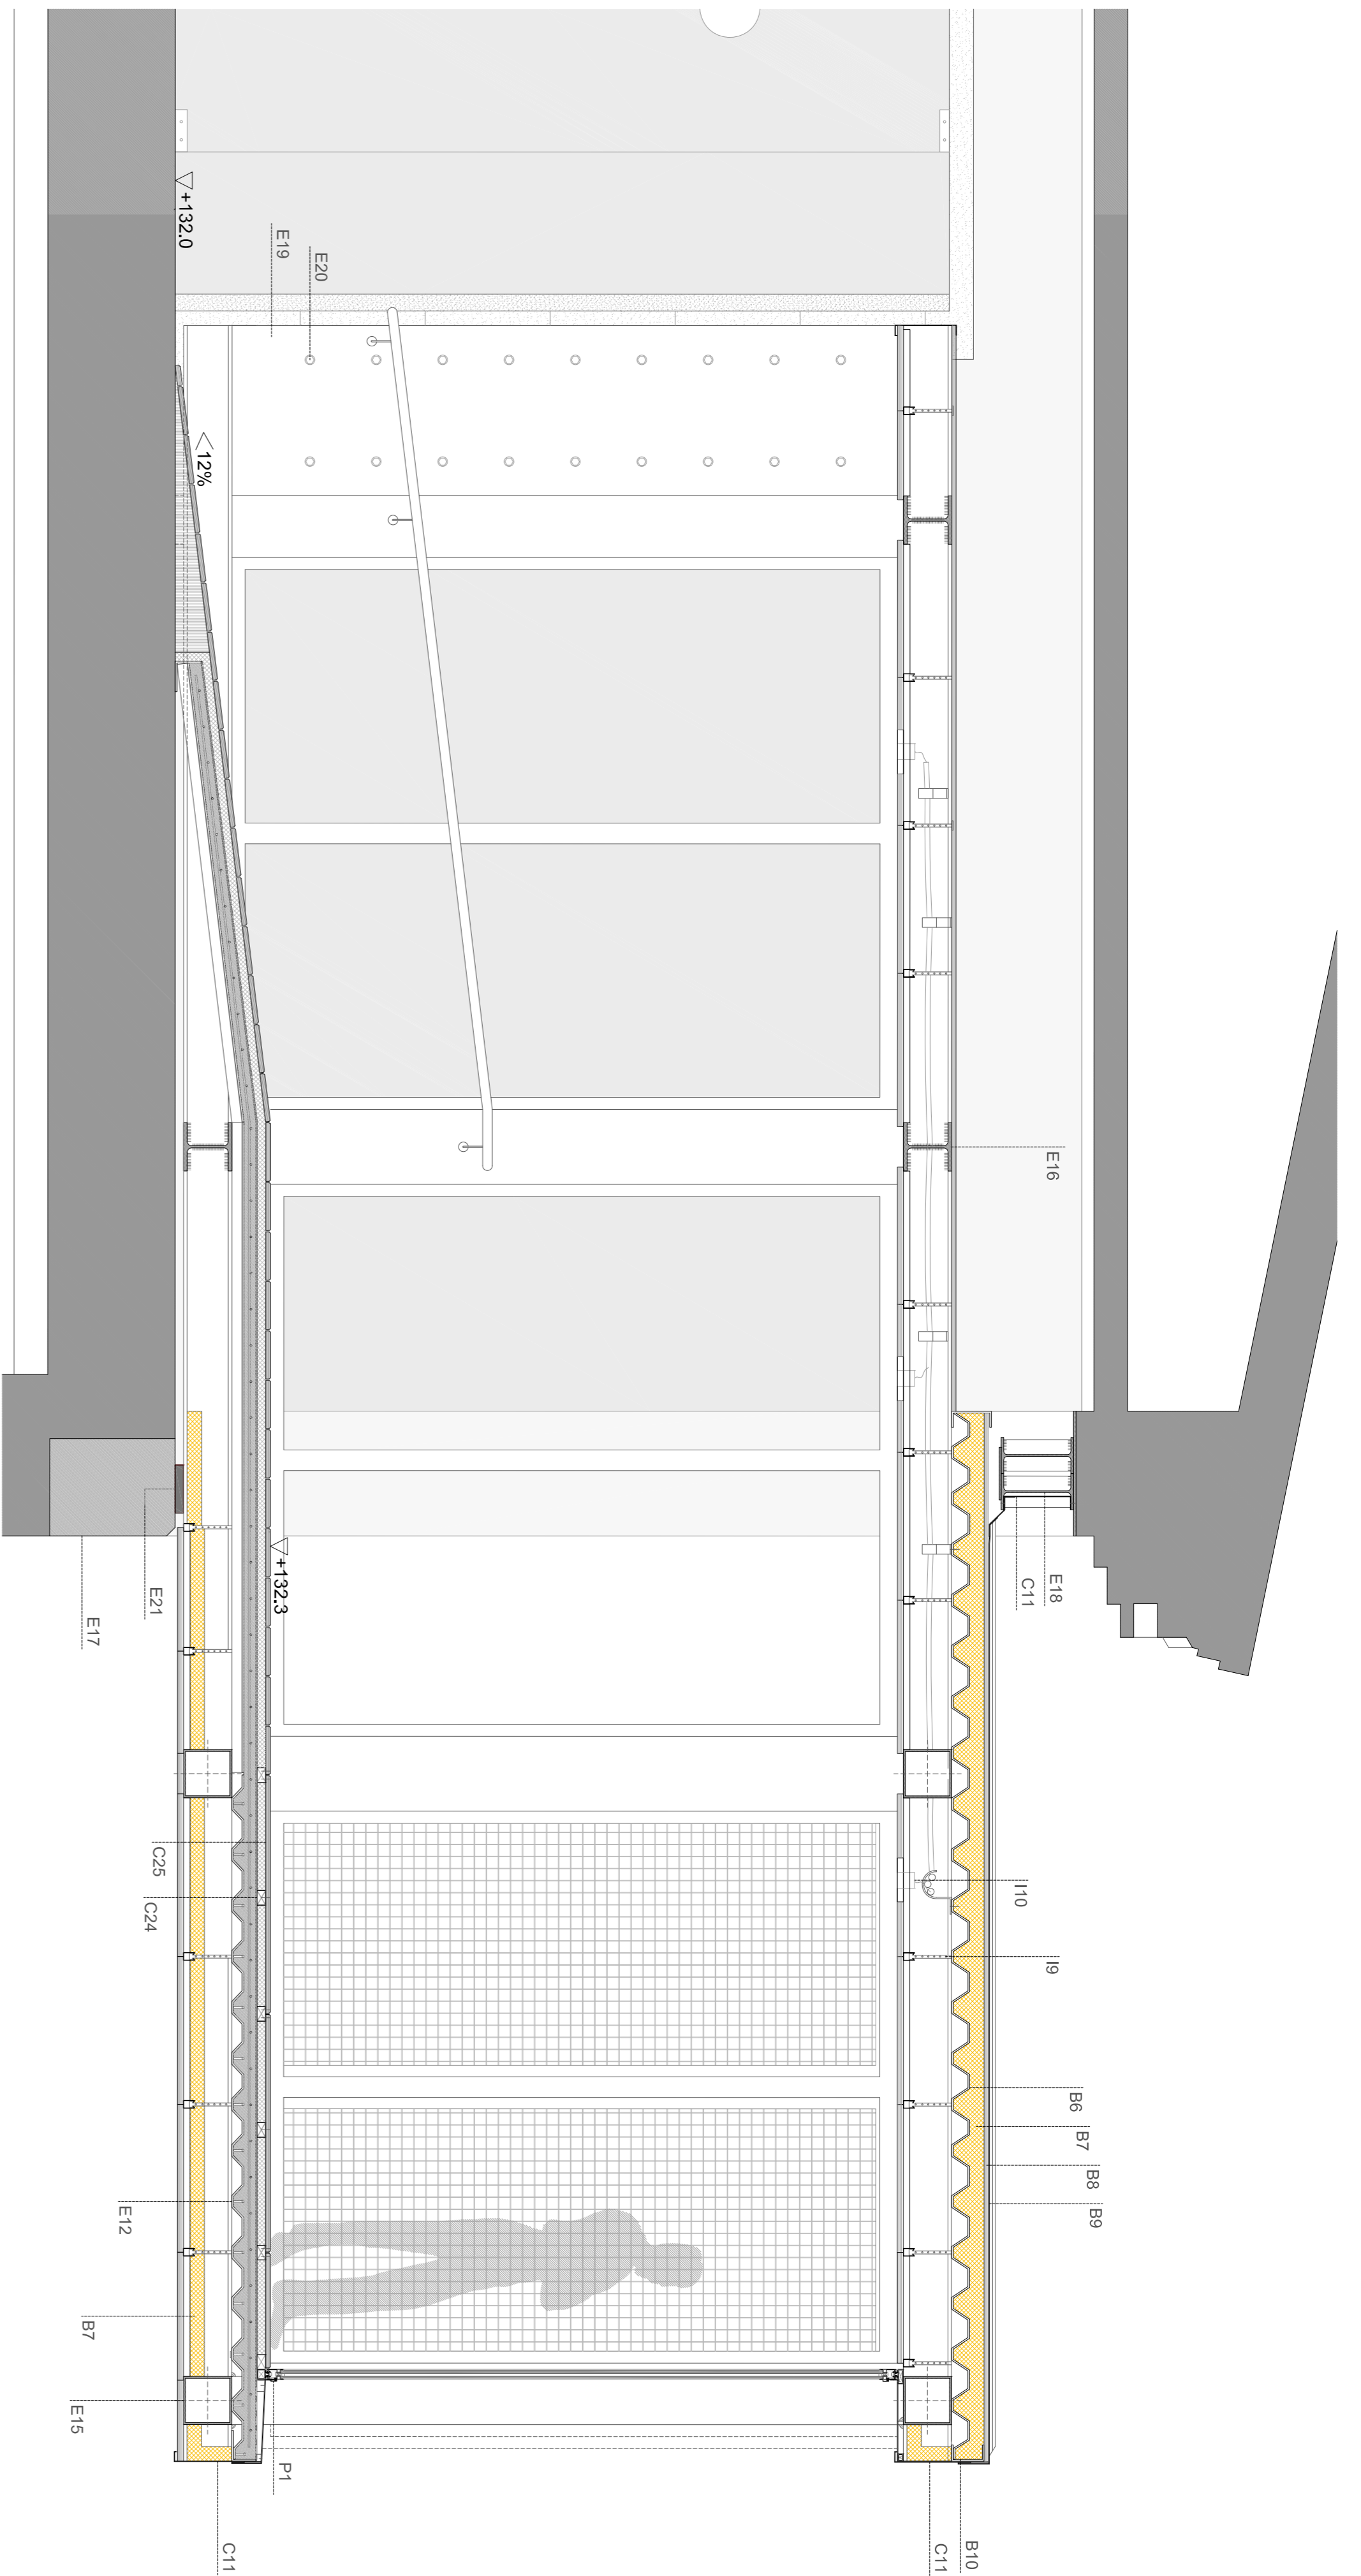 +132.0
E19
E20
<12%
E16
E18
C11
+132.3
E21
E17
I10
I9
C25
C24
B6
B7
B8
B9
E12
B7
E15
P1
C11
C11
B10